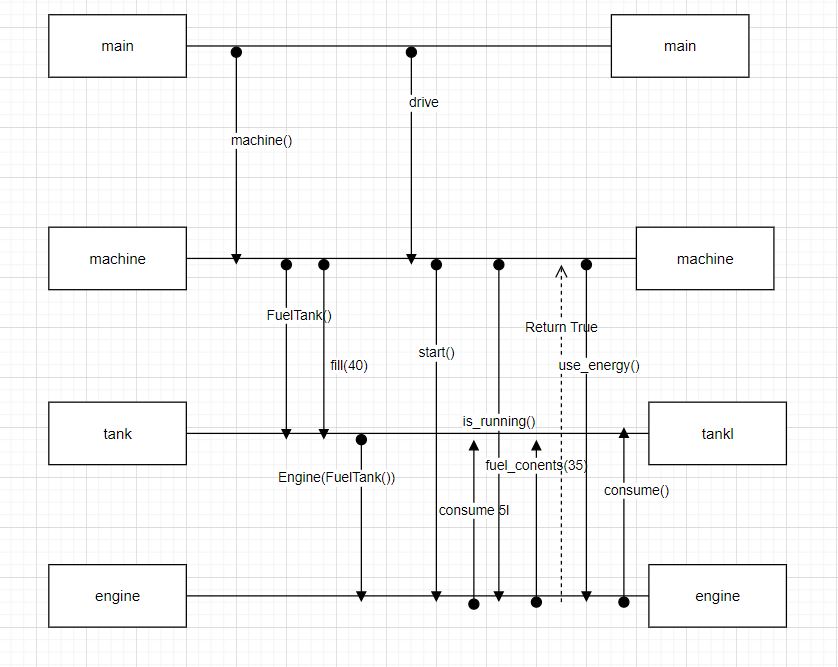 main
main
drive
machine()
machine
machine
FuelTank()
Return True
start()
fill(40)
use_energy()
is_running()
tank
tankl
fuel_conents(35)
Engine(FuelTank())
consume()
consume 5l
engine
engine